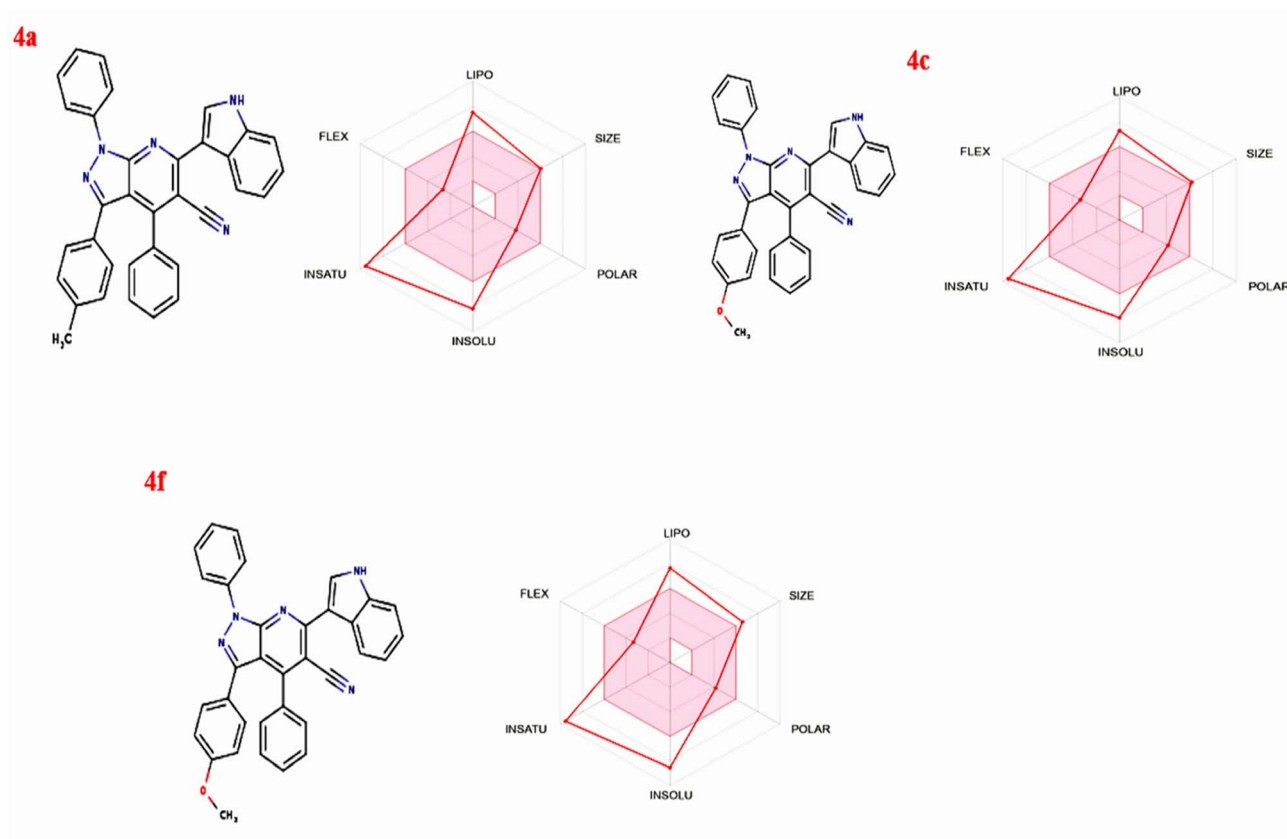 4a
NH
N
N
N
N
H3C
LIPO
FLEX
SIZE
INSATU
POLAR
INSOLU
4c
NH
N
N
N
N
O
CH3
LIPO
FLEX
SIZE
INSATU
POLAR
INSOLU
4f
NH
N
N
N
N
O
CH3
LIPO
FLEX
SIZE
INSATU
POLAR
INSOLU